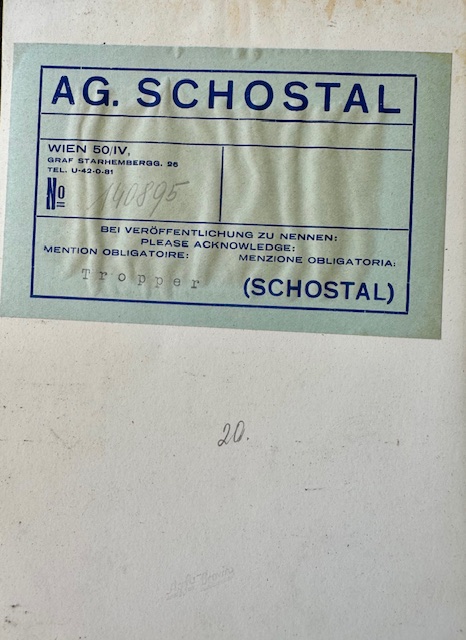 AG. SCHOSTAL
WIEN 50/IV,
GRAF STARHEMBERGG. 26
TEL. U-42-0-81
No 140895
BEI VERÖFFENTLICHUNG ZU NENNEN:
PLEASE ACKNOWLEDGE:
MENTION OBLIGATOIRE: MENZIONE OBLIGATORIA:
Tropper (SCHOSTAL)
20.